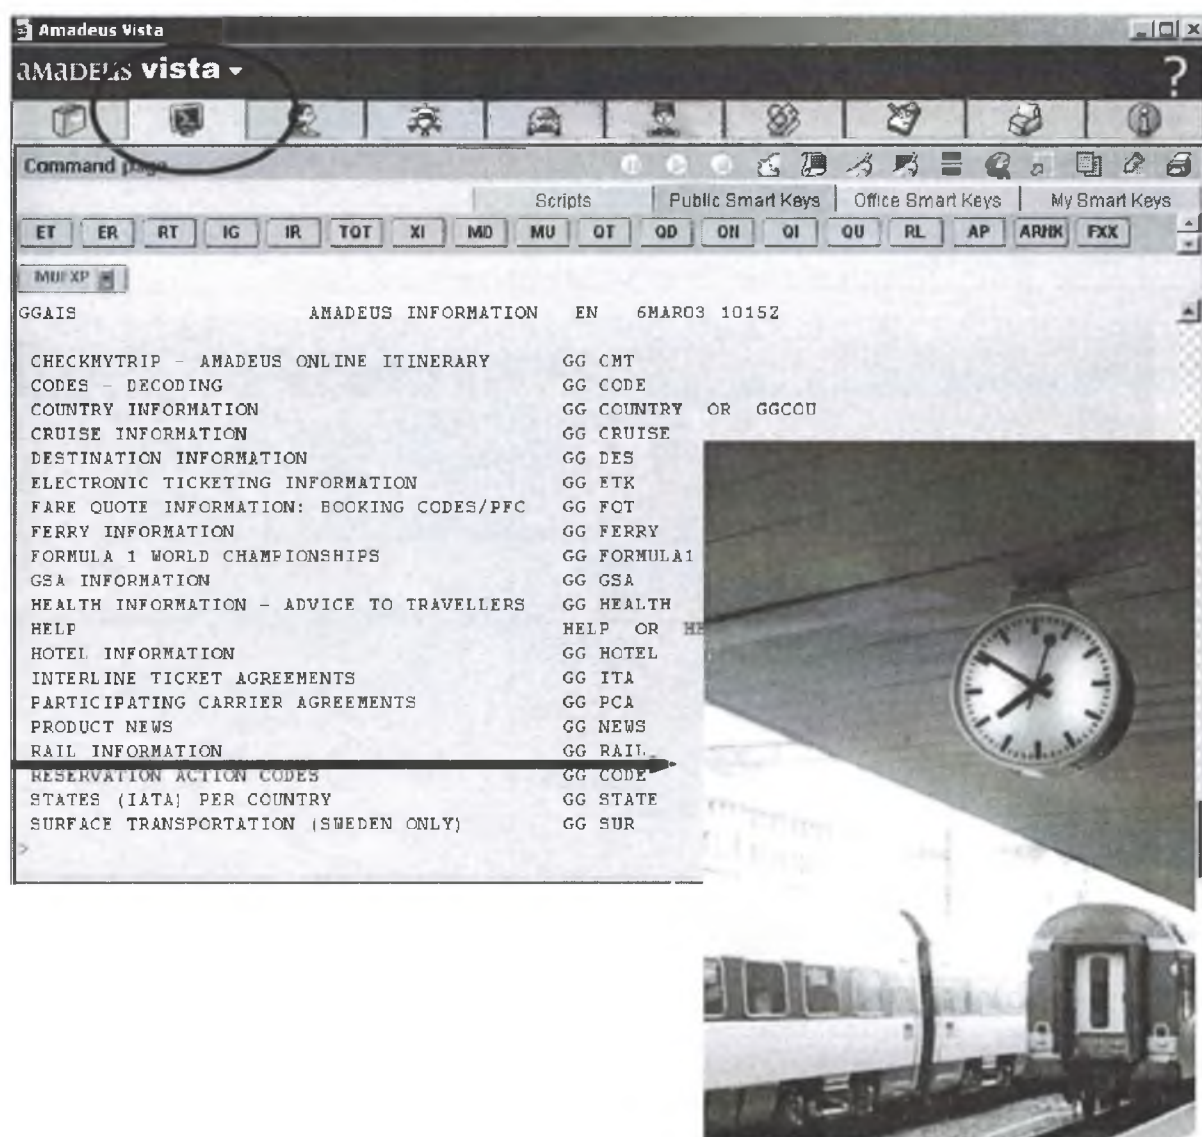 Amadeus Vista
aMaDEUS vista
?
Command page
Scripts Public Smart Keys Office Smart Keys My Smart Keys
ET ER RT IG IR TQT XI MD MU QT QD QN QI QU RL AP ARNK FXX
MUFXP
GGAIS AMADEUS INFORMATION EN 6MAR03 1015Z
CHECKMYTRIP - AMADEUS ONLINE ITINERARY GG CMT
CODES - DECODING GG CODE
COUNTRY INFORMATION GG COUNTRY OR GGCOU
CRUISE INFORMATION GG CRUISE
DESTINATION INFORMATION GG DES
ELECTRONIC TICKETING INFORMATION GG ETK
FARE QUOTE INFORMATION: BOOKING CODES/PFC GG FQT
FERRY INFORMATION GG FERRY
FORMULA 1 WORLD CHAMPIONSHIPS GG FORMULA1
GSA INFORMATION GG GSA
HEALTH INFORMATION - ADVICE TO TRAVELLERS GG HEALTH
HELP HELP OR HE
HOTEL INFORMATION GG HOTEL
INTERLINE TICKET AGREEMENTS GG ITA
PARTICIPATING CARRIER AGREEMENTS GG PCA
PRODUCT NEWS GG NEWS
RAIL INFORMATION GG RAIL
RESERVATION ACTION CODES GG CODE
STATES (IATA) PER COUNTRY GG STATE
SURFACE TRANSPORTATION (SWEDEN ONLY) GG SUR
>